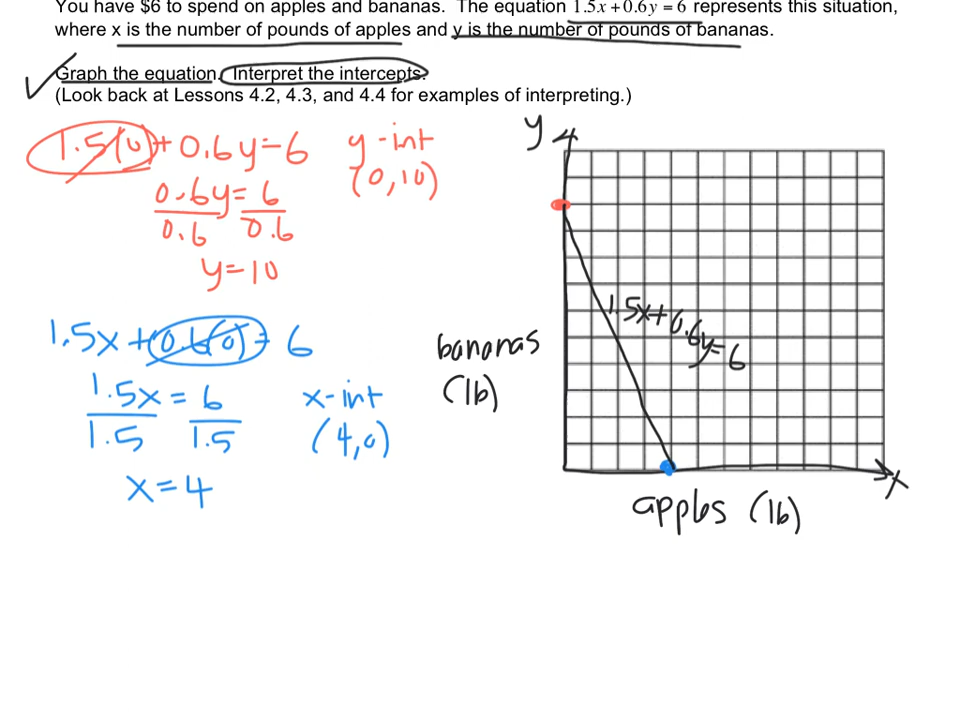 You have $6 to spend on apples and bananas. The equation 1.5x + 0.6y = 6 represents this situation,
where x is the number of pounds of apples and y is the number of pounds of bananas.
Graph the equation. Interpret the intercepts.
(Look back at Lessons 4.2, 4.3, and 4.4 for examples of interpreting.)
1.5(0)+0.6y=6
0.6y=6
0.6 0.6
y=10
y-int
(0,10)
1.5x+0.6(0)=6
1.5x=6
1.5 1.5
x=4
x-int
(4,0)
y
bananas
(lb)
1.5x+0.6y=6
x
apples (lb)